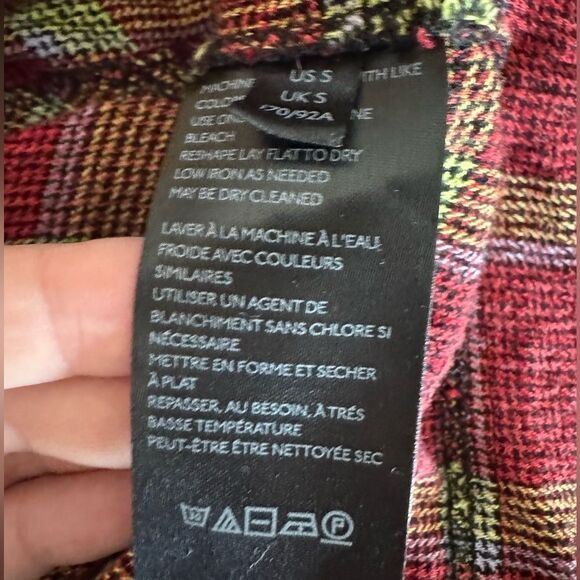 US S
UK S
170/92A
MACHINE
ITH LIKE
COLO
USE ON NE
BLEACH
RESHAPE LAY FLAT TO DRY
LOW IRON AS NEEDED
MAY BE DRY CLEANED
LAVER À LA MACHINE À L'EAU
FROIDE AVEC COULEURS
SIMILAIRES
UTILISER UN AGENT DE
BLANCHIMENT SANS CHLORE SI
NÉCESSAIRE
METTRE EN FORME ET SECHER
À PLAT
REPASSER, AU BESOIN, À TRÉS
BASSE TEMPÉRATURE
PEUT-ÊTRE ÊTRE NETTOYÉE SEC
30 P